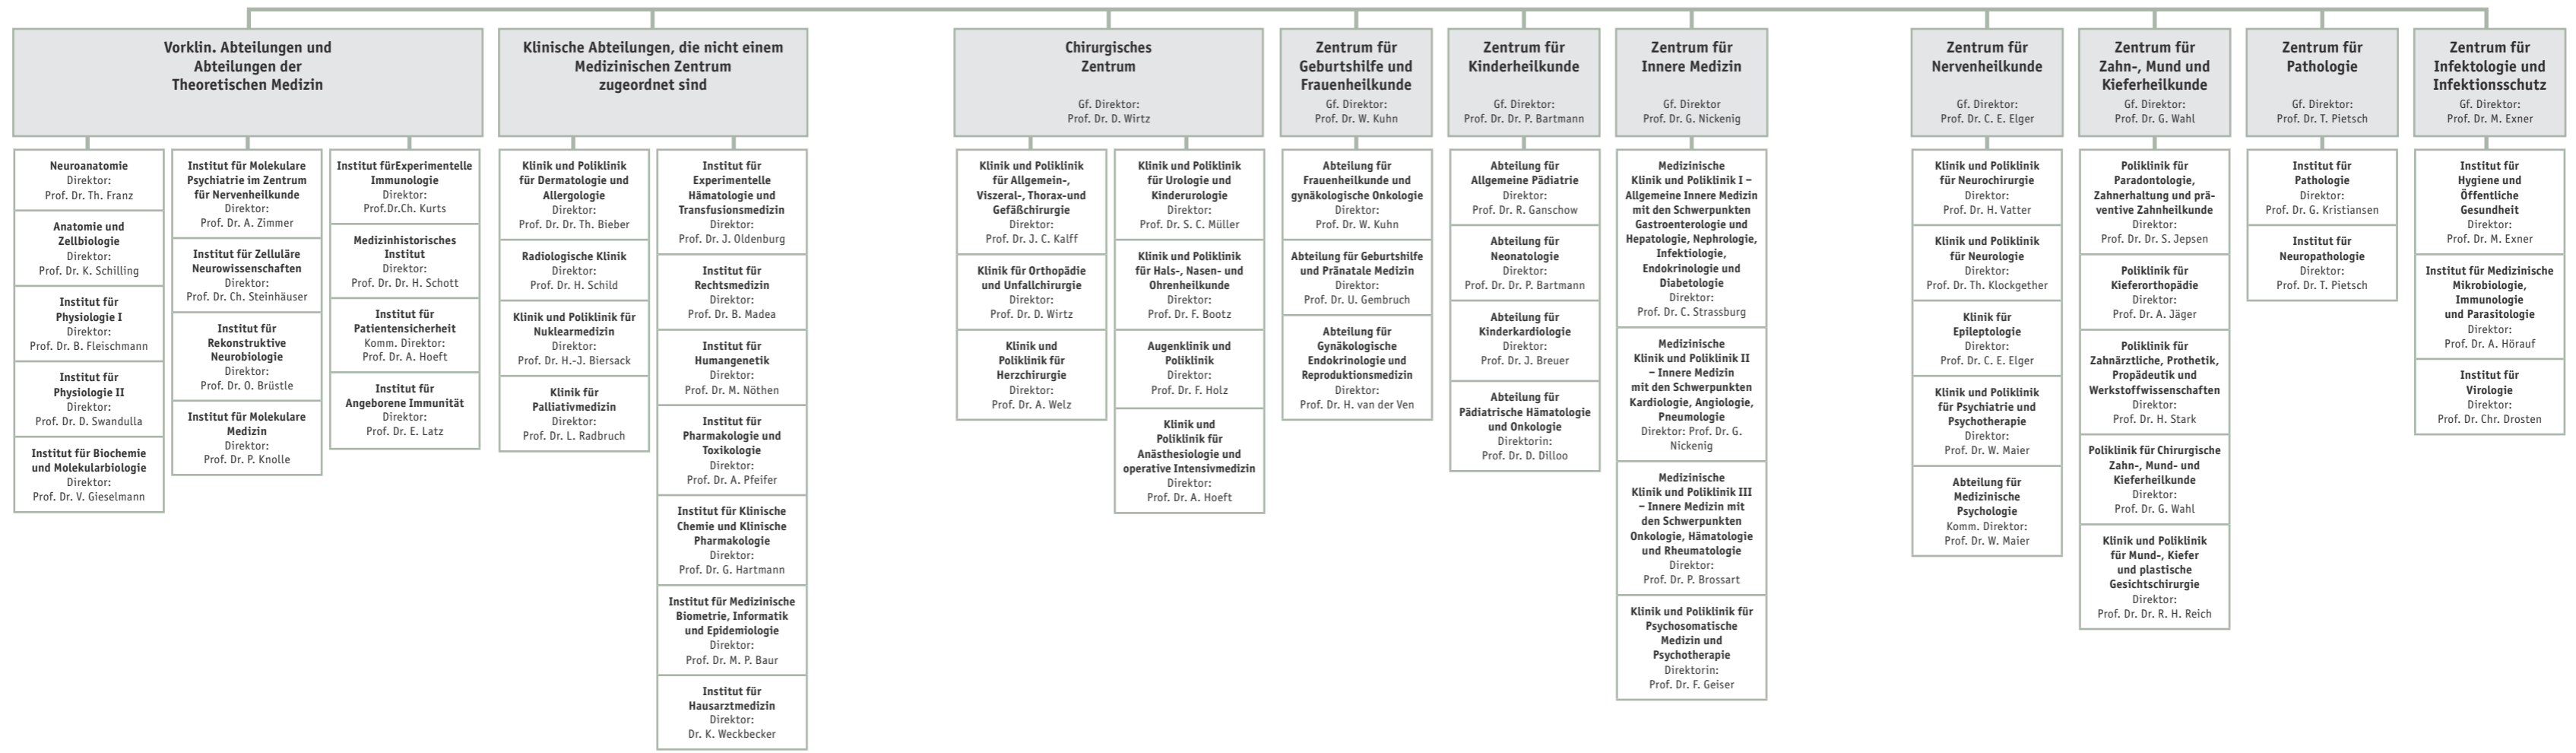 Vorklin. Abteilungen und
Abteilungen der
Theoretischen Medizin
Neuroanatomie
Direktor:
Prof. Dr. Th. Franz
Anatomie und
Zellbiologie
Direktor:
Prof. Dr. K. Schilling
Institut für
Physiologie I
Direktor:
Prof. Dr. B. Fleischmann
Institut für
Physiologie II
Direktor:
Prof. Dr. D. Swandulla
Institut für Biochemie
und Molekularbiologie
Direktor:
Prof. Dr. V. Gieselmann
Institut für Molekulare
Psychiatrie im Zentrum
für Nervenheilkunde
Direktor:
Prof. Dr. A. Zimmer
Institut für Zelluläre
Neurowissenschaften
Direktor:
Prof. Dr. Ch. Steinhäuser
Institut für
Rekonstruktive
Neurobiologie
Direktor:
Prof. Dr. O. Brüstle
Institut für Molekulare
Medizin
Direktor:
Prof. Dr. P. Knolle
Institut fürExperimentelle
Immunologie
Direktor:
Prof.Dr.Ch. Kurts
Medizinhistorisches
Institut
Direktor:
Prof. Dr. Dr. H. Schott
Institut für
Patientensicherheit
Komm. Direktor:
Prof. Dr. A. Hoeft
Institut für
Angeborene Immunität
Direktor:
Prof. Dr. E. Latz
Klinische Abteilungen, die nicht einem
Medizinischen Zentrum
zugeordnet sind
Klinik und Poliklinik
für Dermatologie und
Allergologie
Direktor:
Prof. Dr. Dr. Th. Bieber
Radiologische Klinik
Direktor:
Prof. Dr. H. Schild
Klinik und Poliklinik für
Nuklearmedizin
Direktor:
Prof. Dr. H.-J. Biersack
Klinik für
Palliativmedizin
Direktor:
Prof. Dr. L. Radbruch
Institut für
Experimentelle
Hämatologie und
Transfusionsmedizin
Direktor:
Prof. Dr. J. Oldenburg
Institut für
Rechtsmedizin
Direktor:
Prof. Dr. B. Madea
Institut für
Humangenetik
Direktor:
Prof. Dr. M. Nöthen
Institut für
Pharmakologie und
Toxikologie
Direktor:
Prof. Dr. A. Pfeifer
Institut für Klinische
Chemie und Klinische
Pharmakologie
Direktor:
Prof. Dr. G. Hartmann
Institut für Medizinische
Biometrie, Informatik
und Epidemiologie
Direktor:
Prof. Dr. M. P. Baur
Institut für
Hausarztmedizin
Direktor:
Dr. K. Weckbecker
Chirurgisches
Zentrum
Gf. Direktor:
Prof. Dr. D. Wirtz
Klinik und Poliklinik
für Allgemein-,
Viszeral-, Thorax-und
Gefäßchirurgie
Direktor:
Prof. Dr. J. C. Kalff
Klinik für Orthopädie
und Unfallchirurgie
Direktor:
Prof. Dr. D. Wirtz
Klinik und
Poliklinik für
Herzchirurgie
Direktor:
Prof. Dr. A. Welz
Klinik und Poliklinik
für Urologie und
Kinderurologie
Direktor:
Prof. Dr. S. C. Müller
Klinik und Poliklinik
für Hals-, Nasen- und
Ohrenheilkunde
Direktor:
Prof. Dr. F. Bootz
Augenklinik und
Poliklinik
Direktor:
Prof. Dr. F. Holz
Klinik und
Poliklinik für
Anästhesiologie und
operative Intensivmedizin
Direktor:
Prof. Dr. A. Hoeft
Zentrum für
Geburtshilfe und
Frauenheilkunde
Gf. Direktor:
Prof. Dr. W. Kuhn
Abteilung für
Frauenheilkunde und
gynäkologische Onkologie
Direktor:
Prof. Dr. W. Kuhn
Abteilung für Geburtshilfe
und Pränatale Medizin
Direktor:
Prof. Dr. U. Gembruch
Abteilung für
Gynäkologische
Endokrinologie und
Reproduktionsmedizin
Direktor:
Prof. Dr. H. van der Ven
Zentrum für
Kinderheilkunde
Gf. Direktor:
Prof. Dr. Dr. P. Bartmann
Abteilung für
Allgemeine Pädiatrie
Direktor:
Prof. Dr. R. Ganschow
Abteilung für
Neonatologie
Direktor:
Prof. Dr. Dr. P. Bartmann
Abteilung für
Kinderkardiologie
Direktor:
Prof. Dr. J. Breuer
Abteilung für
Pädiatrische Hämatologie
und Onkologie
Direktorin:
Prof. Dr. D. Dilloo
Zentrum für
Innere Medizin
Gf. Direktor
Prof. Dr. G. Nickenig
Medizinische
Klinik und Poliklinik I –
Allgemeine Innere Medizin
mit den Schwerpunkten
Gastroenterologie und
Hepatologie, Nephrologie,
Infektiologie,
Endokrinologie und
Diabetologie
Direktor:
Prof. Dr. C. Strassburg
Medizinische
Klinik und Poliklinik II
– Innere Medizin
mit den Schwerpunkten
Kardiologie, Angiologie,
Pneumologie
Direktor: Prof. Dr. G.
Nickenig
Medizinische
Klinik und Poliklinik III
– Innere Medizin mit
den Schwerpunkten
Onkologie, Hämatologie
und Rheumatologie
Direktor:
Prof. Dr. P. Brossart
Klinik und Poliklinik für
Psychosomatische
Medizin und
Psychotherapie
Direktorin:
Prof. Dr. F. Geiser
Zentrum für
Nervenheilkunde
Gf. Direktor:
Prof. Dr. C. E. Elger
Klinik und Poliklinik
für Neurochirurgie
Direktor:
Prof. Dr. H. Vatter
Klinik und Poliklinik
für Neurologie
Direktor:
Prof. Dr. Th. Klockgether
Klinik für
Epileptologie
Direktor:
Prof. Dr. C. E. Elger
Klinik und Poliklinik
für Psychiatrie und
Psychotherapie
Direktor:
Prof. Dr. W. Maier
Abteilung für
Medizinische
Psychologie
Komm. Direktor:
Prof. Dr. W. Maier
Zentrum für
Zahn-, Mund und
Kieferheilkunde
Gf. Direktor:
Prof. Dr. G. Wahl
Poliklinik für
Paradontologie,
Zahnerhaltung und prä-
ventive Zahnheilkunde
Direktor:
Prof. Dr. Dr. S. Jepsen
Poliklinik für
Kieferorthopädie
Direktor:
Prof. Dr. A. Jäger
Poliklinik für
Zahnärztliche, Prothetik,
Propädeutik und
Werkstoffwissenschaften
Direktor:
Prof. Dr. H. Stark
Poliklinik für Chirurgische
Zahn-, Mund- und
Kieferheilkunde
Direktor:
Prof. Dr. G. Wahl
Klinik und Poliklinik
für Mund-, Kiefer
und plastische
Gesichtschirurgie
Direktor:
Prof. Dr. Dr. R. H. Reich
Zentrum für
Pathologie
Gf. Direktor:
Prof. Dr. T. Pietsch
Institut für
Pathologie
Direktor:
Prof. Dr. G. Kristiansen
Institut für
Neuropathologie
Direktor:
Prof. Dr. T. Pietsch
Zentrum für
Infektologie und
Infektionsschutz
Gf. Direktor:
Prof. Dr. M. Exner
Institut für
Hygiene und
Öffentliche
Gesundheit
Direktor:
Prof. Dr. M. Exner
Institut für Medizinische
Mikrobiologie,
Immunologie
und Parasitologie
Direktor:
Prof. Dr. A. Hörauf
Institut für
Virologie
Direktor:
Prof. Dr. Chr. Drosten